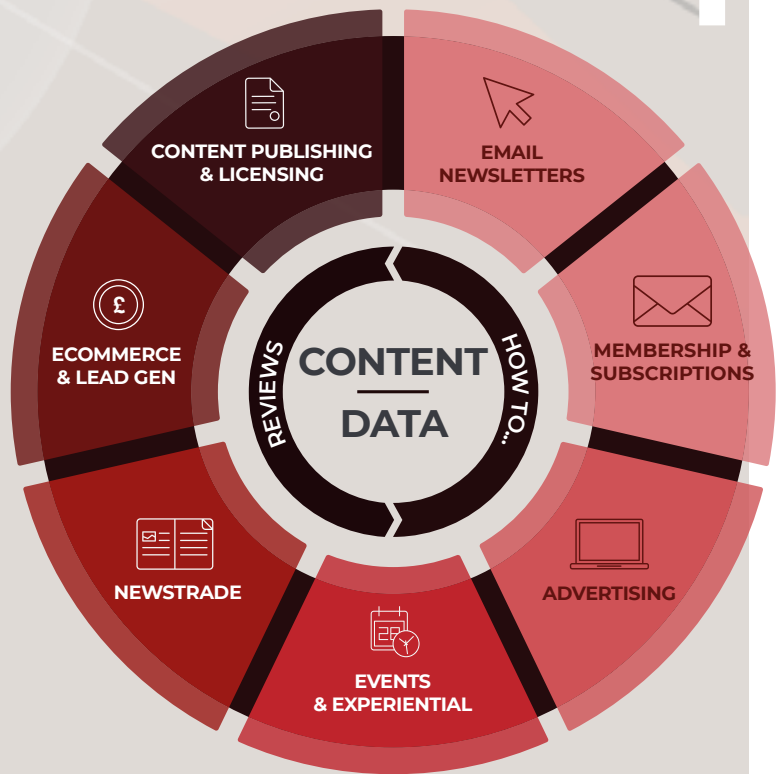 CONTENT PUBLISHING
& LICENSING
EMAIL
NEWSLETTERS
£
ECOMMERCE
& LEAD GEN
MEMBERSHIP &
SUBSCRIPTIONS
REVIEWS
CONTENT
DATA
HOW TO...
NEWSTRADE
ADVERTISING
28
EVENTS
& EXPERIENTIAL